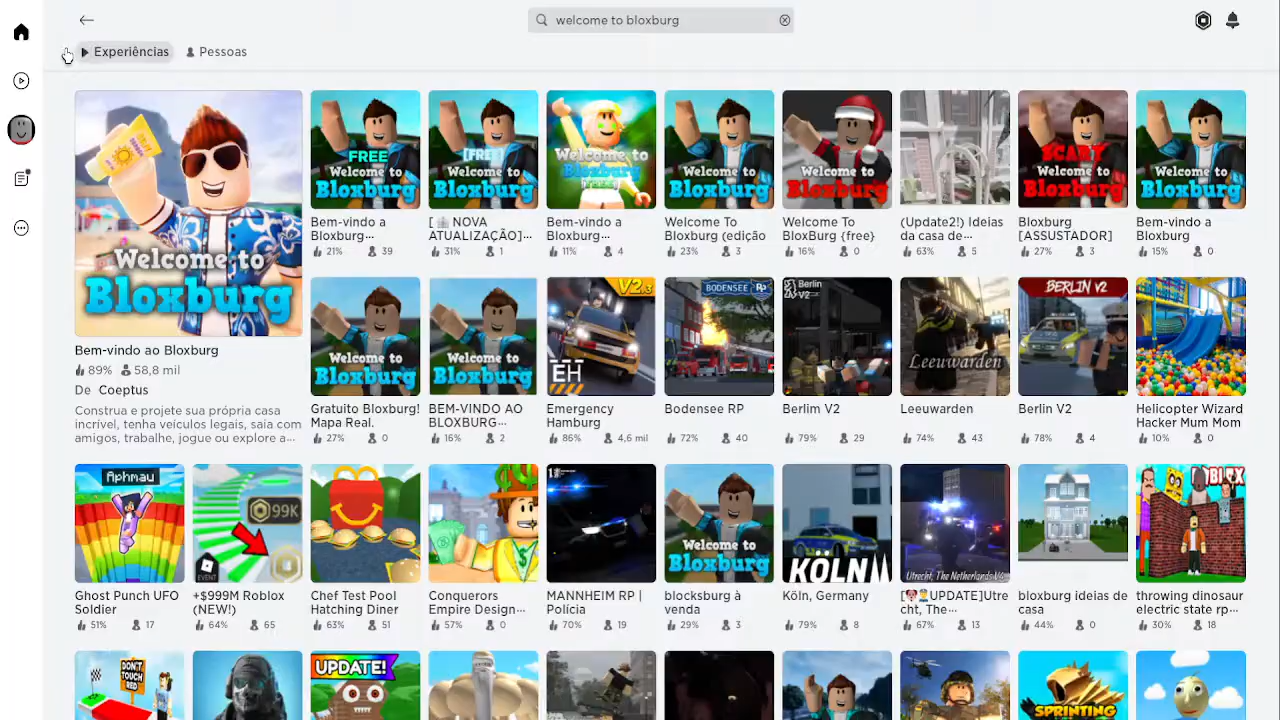 welcome to bloxburg
Experiências
Pessoas
Welcome to
Bloxburg
Bem-vindo ao Bloxburg
89% 58,8 mil
De Coeptus
Construa e projete sua própria casa
incrível, tenha veículos legais, saia com
amigos, trabalhe, jogue ou explore a...
FREE
Welcome to
Bloxburg
Bem-vindo a
Bloxburg...
21% 39
[FREE]
Welcome to
Bloxburg
[🏥NOVA
ATUALIZAÇÃO]...
31% 1
Welcome to
Bloxburg
[FREE]
Bem-vindo a
Bloxburg...
11% 4
Welcome to
Bloxburg
Welcome To
Bloxburg (edição
23% 3
Welcome to
Bloxburg
Welcome To
BloxBurg {free}
16% 0
(Update2!) Ideias
da casa de...
63% 5
SCARY
Welcome to
Bloxburg
Bloxburg
[ASSUSTADOR]
27% 3
Welcome to
Bloxburg
Bem-vindo a
Bloxburg
15% 0
Welcome to
Bloxburg
Gratuito Bloxburg!
Mapa Real.
27% 0
Welcome to
Bloxburg
BEM-VINDO AO
BLOXBURG...
16% 2
V2.3
EH
Emergency
Hamburg
86% 4,6 mil
BODENSEE Rp
Bodensee RP
72% 40
Berlin
V2
Berlim V2
79% 29
Leeuwarden
Leeuwarden
74% 43
BERLIN V2
Berlin V2
78% 4
Helicopter Wizard
Hacker Mum Mom
10% 0
Aphmau
Ghost Punch UFO
Soldier
51% 17
99K
EVENT
+$999M Roblox
(NEW!)
64% 65
Chef Test Pool
Hatching Diner
63% 51
Conquerors
Empire Design...
57% 0
MANNHEIM RP |
Polícia
70% 19
Welcome to
Bloxburg
blocksburg à
venda
29% 3
KÖLN
Köln, Germany
79% 8
Utrecht, The Netherlands V4
[🐶👮UPDATE]Utre
cht, The...
67% 13
bloxburg ideias de
casa
44% 0
ROBLEX
throwing dinosaur
electric state rp...
30% 18
DON'T
TOUCH
RED
UPDATE!
SPRINTING